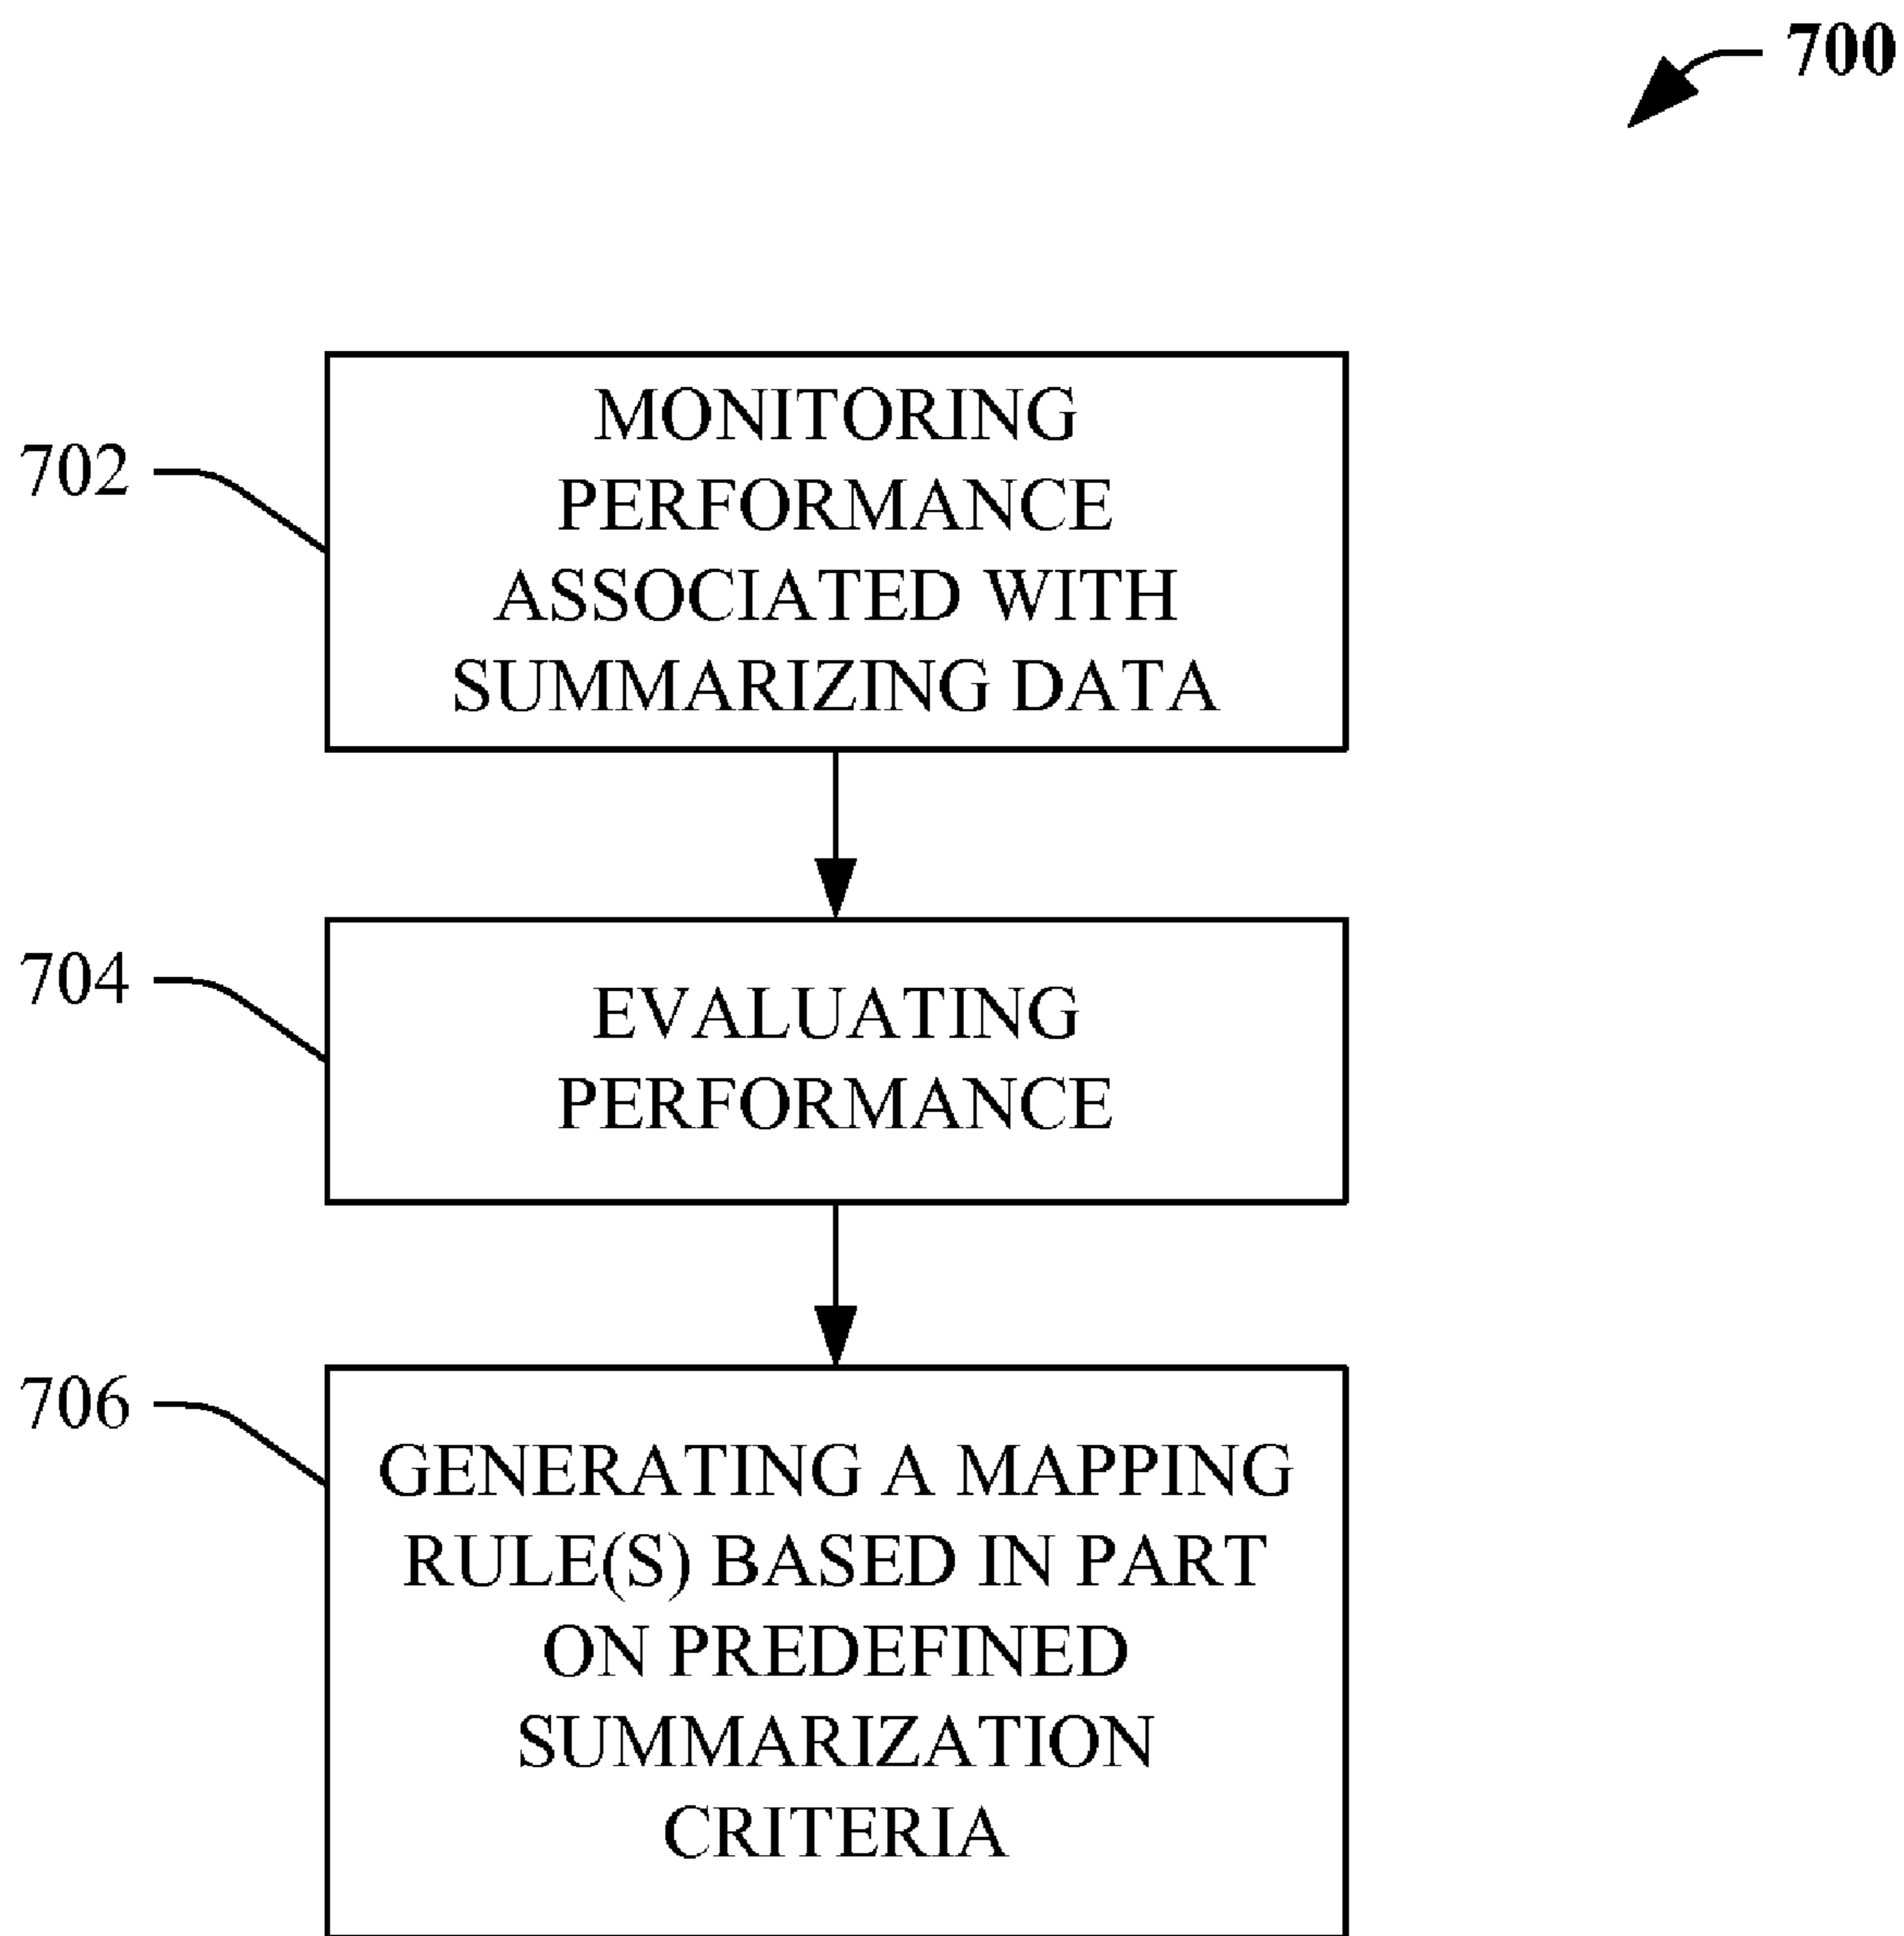 700
702
MONITORING
PERFORMANCE
ASSOCIATED WITH
SUMMARIZING DATA
704
EVALUATING
PERFORMANCE
706
GENERATING A MAPPING
RULE(S) BASED IN PART
ON PREDEFINED
SUMMARIZATION
CRITERIA